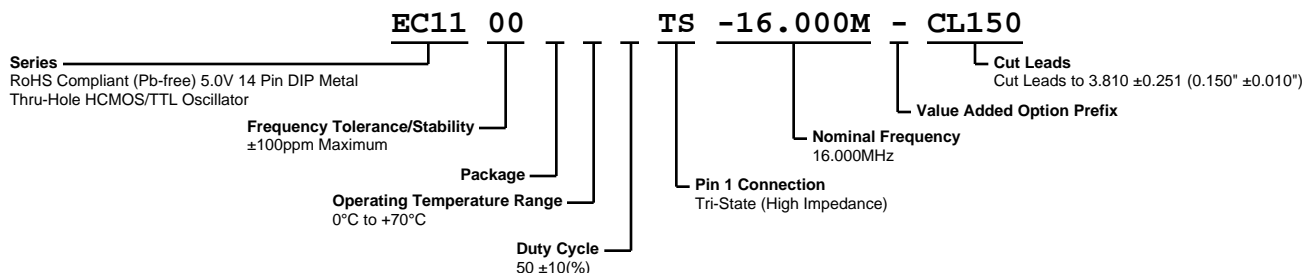 EC11 00 TS -16.000M - CL150
Series
RoHS Compliant (Pb-free) 5.0V 14 Pin DIP Metal
Thru-Hole HCMOS/TTL Oscillator
Frequency Tolerance/Stability
±100ppm Maximum
Package
Operating Temperature Range
0°C to +70°C
Duty Cycle
50 ±10(%)
Cut Leads
Cut Leads to 3.810 ±0.251 (0.150" ±0.010")
Value Added Option Prefix
Nominal Frequency
16.000MHz
Pin 1 Connection
Tri-State (High Impedance)